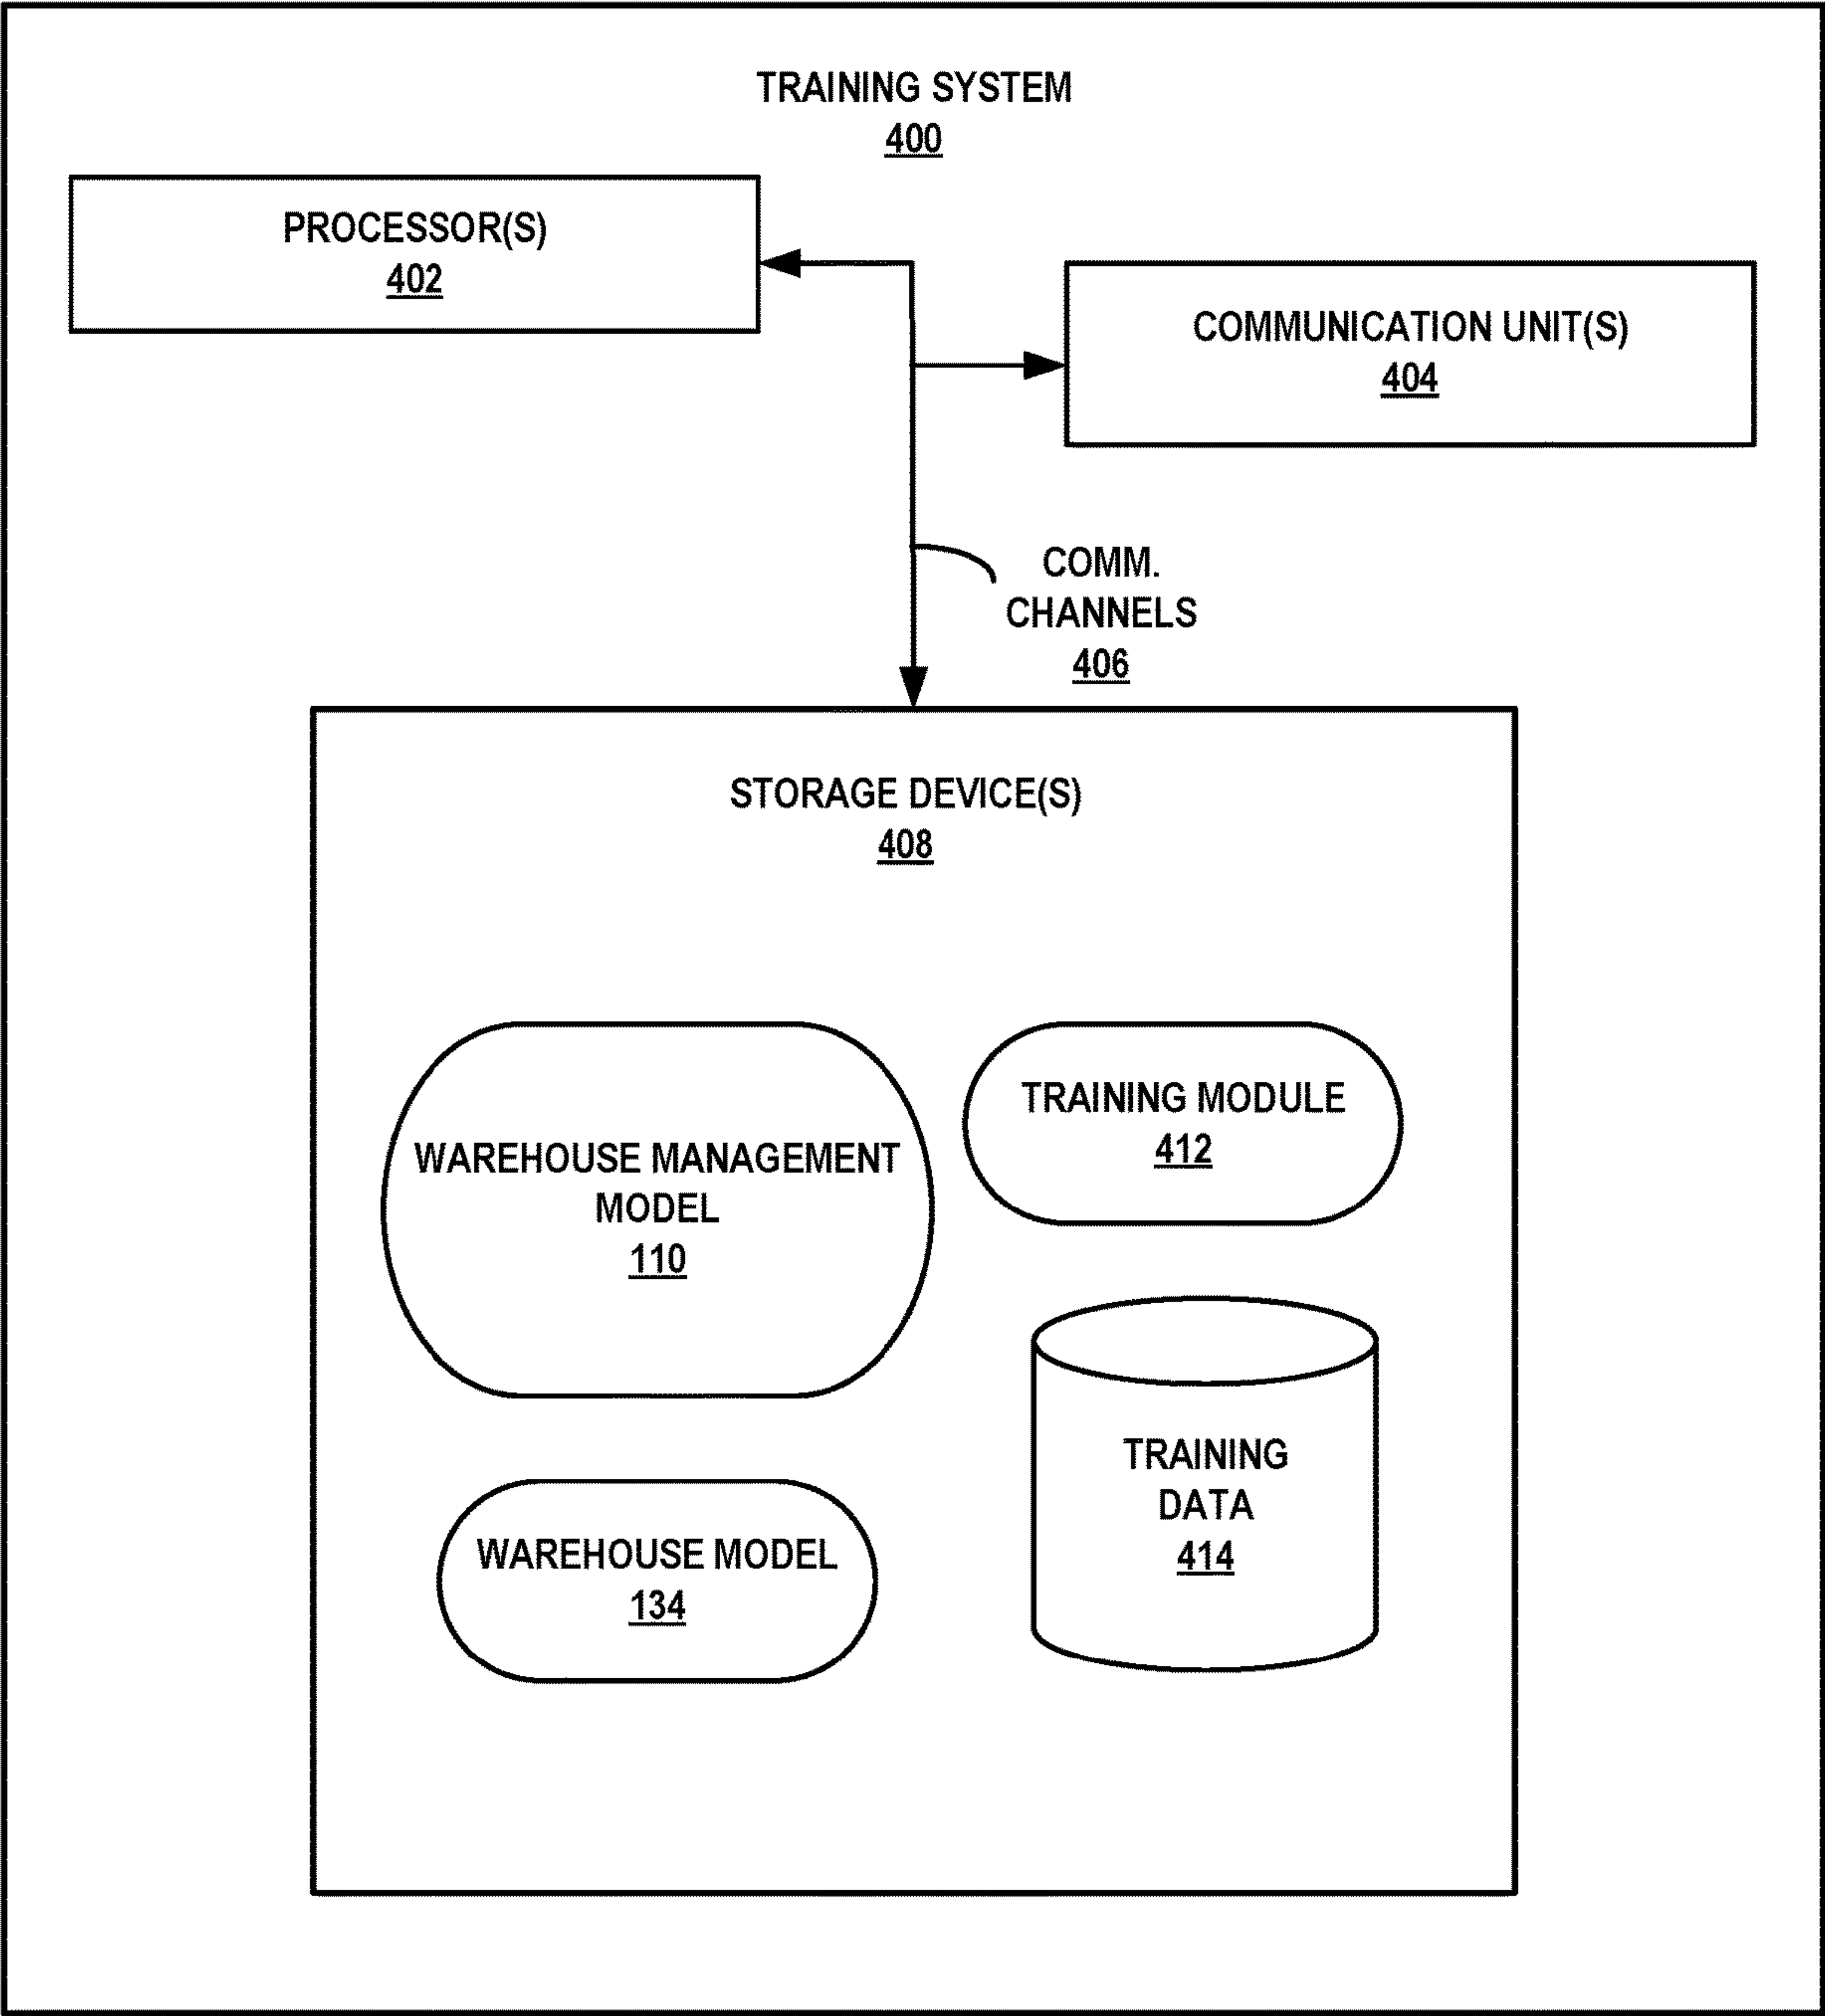 TRAINING SYSTEM
400
PROCESSOR(S)
402
COMMUNICATION UNIT(S)
404
COMM.
CHANNELS
406
STORAGE DEVICE(S)
408
WAREHOUSE MANAGEMENT
MODEL
110
TRAINING MODULE
412
WAREHOUSE MODEL
134
TRAINING
DATA
414